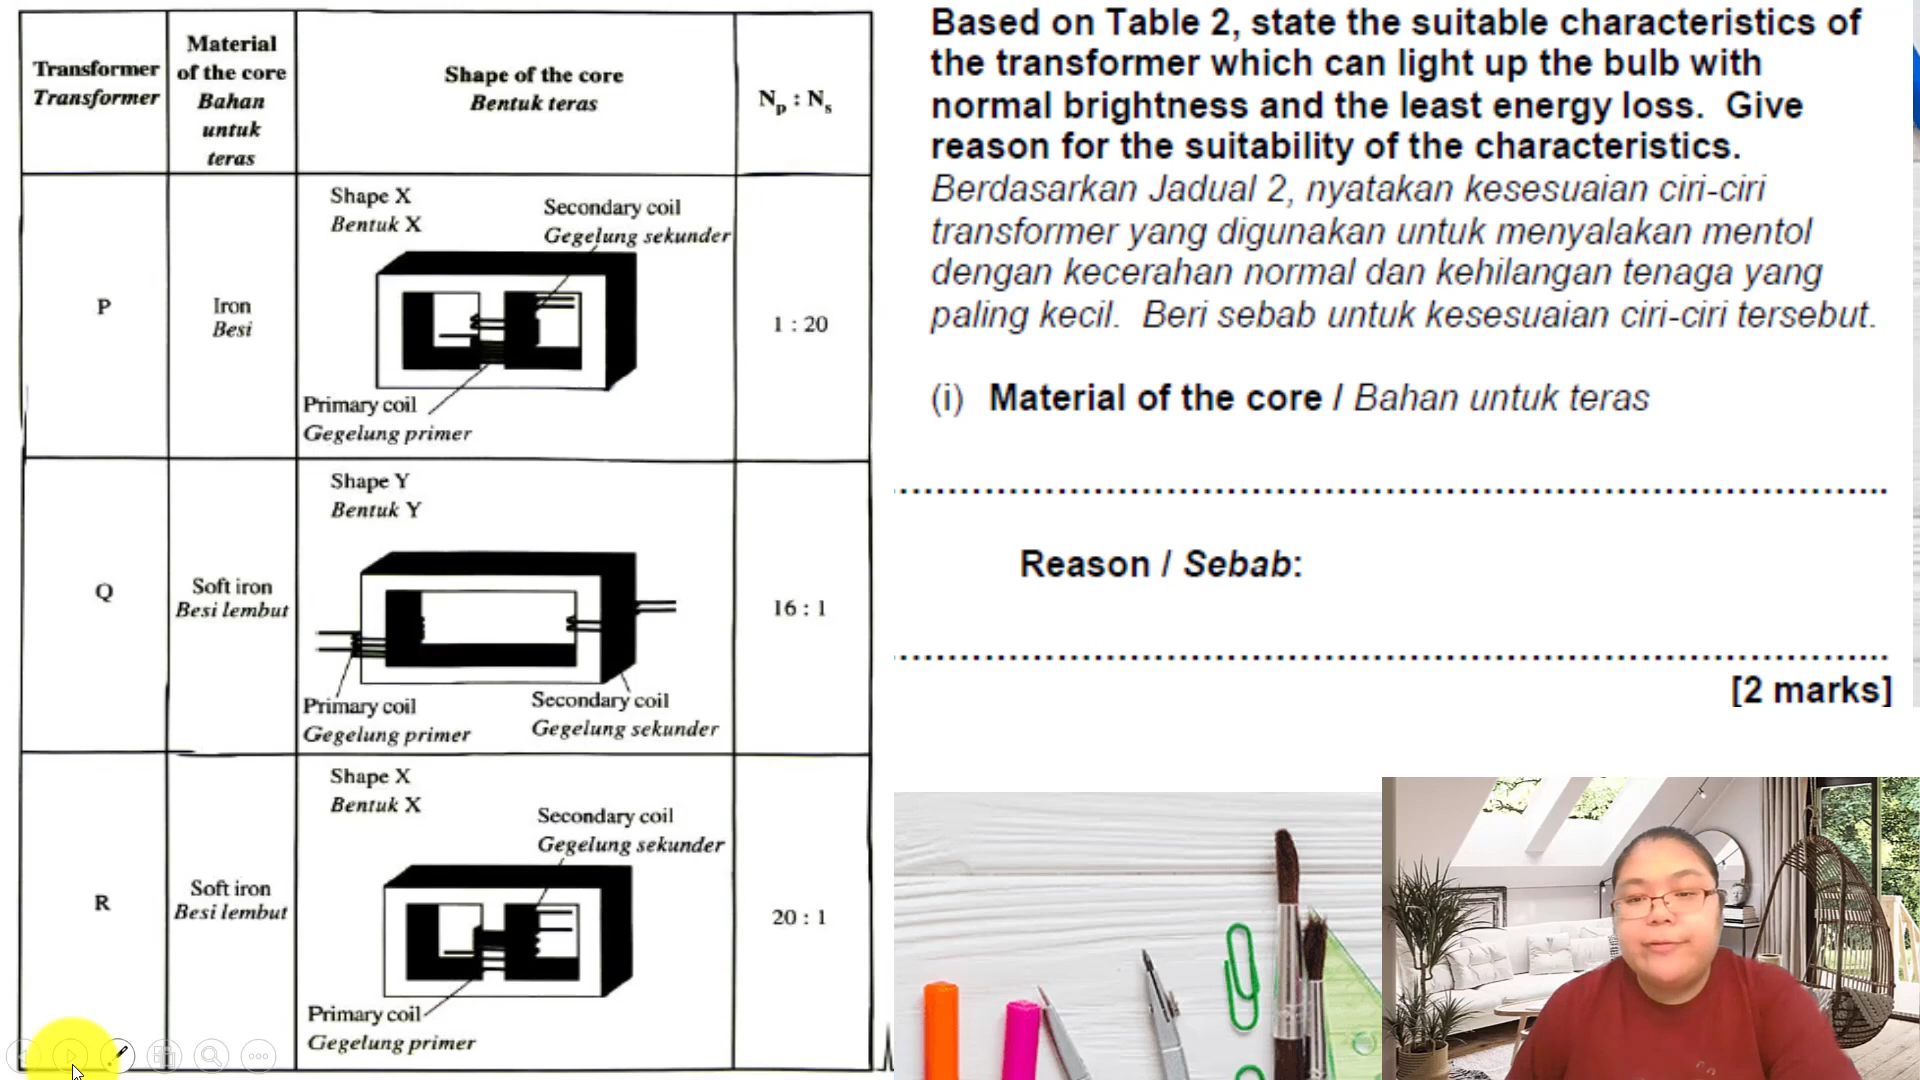 Transformer
Transformer
Material
of the core
Bahan
untuk
teras
Shape of the core
Bentuk teras
Np : Ns
P
Iron
Besi
Shape X
Bentuk X
Secondary coil
Gegelung sekunder
Primary coil
Gegelung primer
1 : 20
Q
Soft iron
Besi lembut
Shape Y
Bentuk Y
Primary coil
Gegelung primer
Secondary coil
Gegelung sekunder
16 : 1
R
Soft iron
Besi lembut
Shape X
Bentuk X
Secondary coil
Gegelung sekunder
Primary coil
Gegelung primer
20 : 1
Based on Table 2, state the suitable characteristics of
the transformer which can light up the bulb with
normal brightness and the least energy loss. Give
reason for the suitability of the characteristics.
Berdasarkan Jadual 2, nyatakan kesesuaian ciri-ciri
transformer yang digunakan untuk menyalakan mentol
dengan kecerahan normal dan kehilangan tenaga yang
paling kecil. Beri sebab untuk kesesuaian ciri-ciri tersebut.
(i) Material of the core / Bahan untuk teras
Reason / Sebab:
[2 marks]